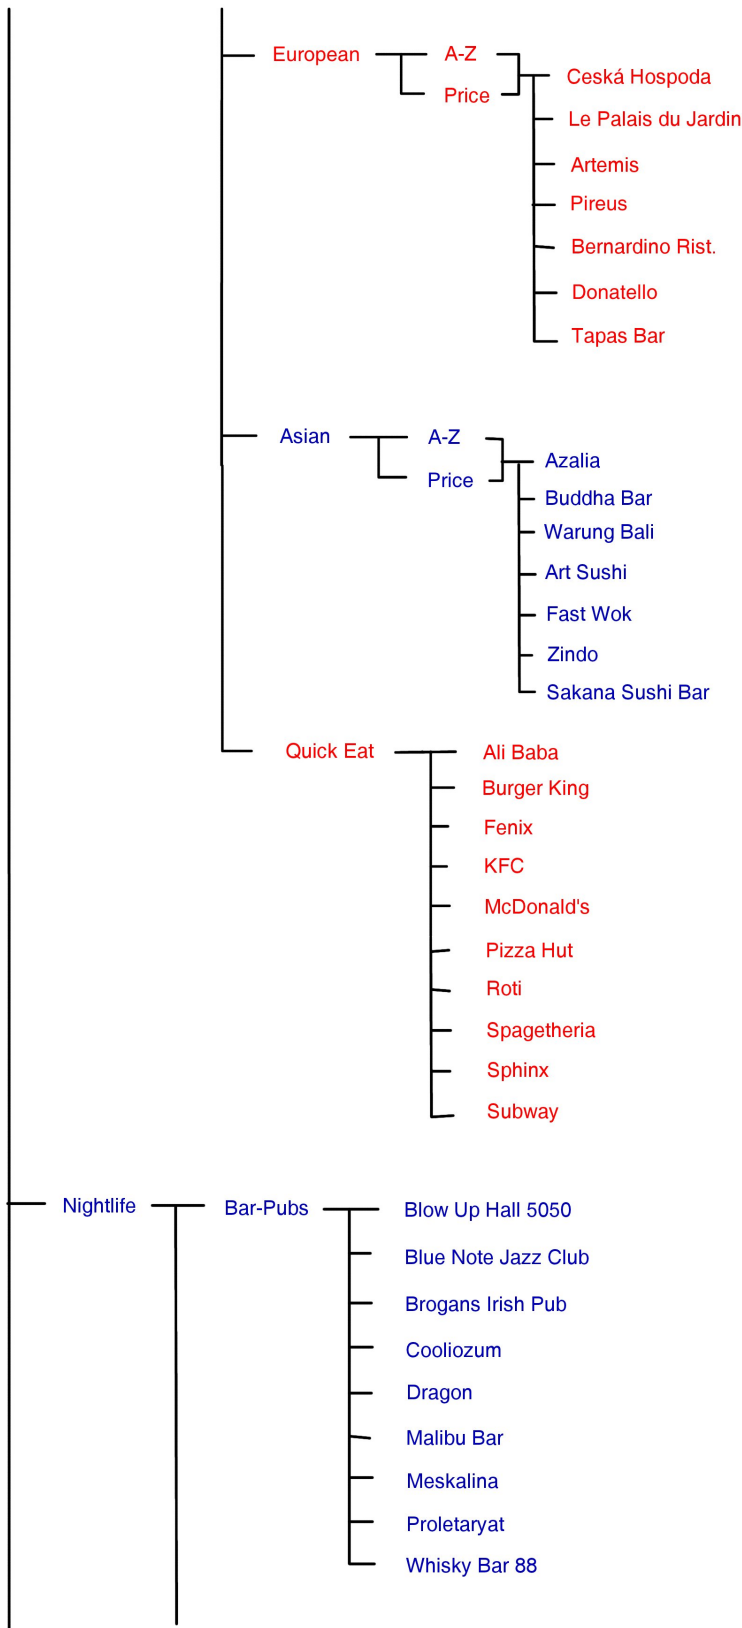 European
A-Z
Price
Ceská Hospoda
Le Palais du Jardin
Artemis
Pireus
Bernardino Rist.
Donatello
Tapas Bar
Asian
A-Z
Price
Azalia
Buddha Bar
Warung Bali
Art Sushi
Fast Wok
Zindo
Sakana Sushi Bar
Quick Eat
Ali Baba
Burger King
Fenix
KFC
McDonald's
Pizza Hut
Roti
Spagetheria
Sphinx
Subway
Nightlife
Bar-Pubs
Blow Up Hall 5050
Blue Note Jazz Club
Brogans Irish Pub
Cooliozum
Dragon
Malibu Bar
Meskalina
Proletaryat
Whisky Bar 88